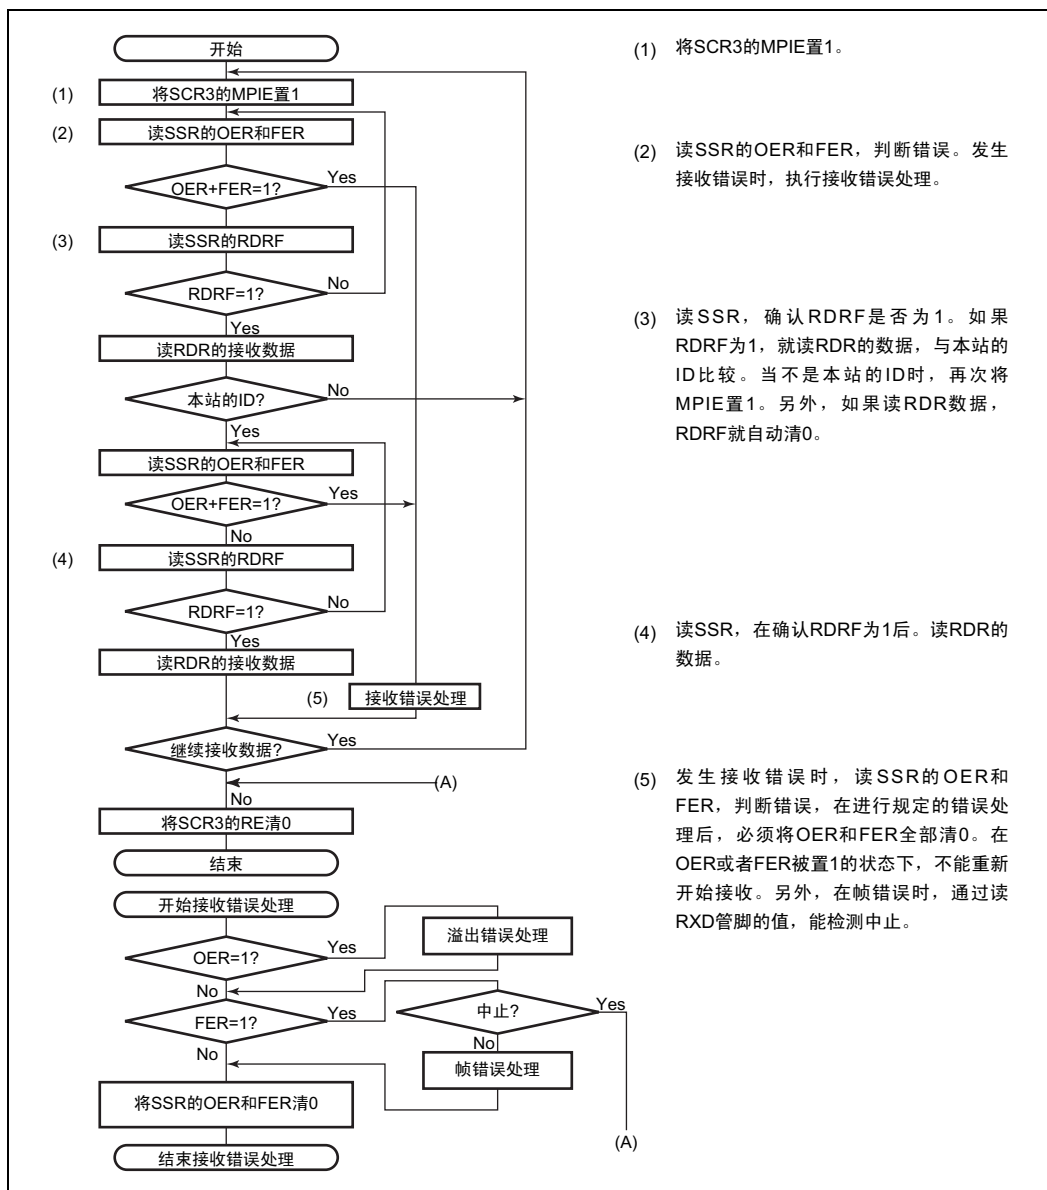 开始
(1) 将SCR3的MPIE置1
(2) 读SSR的OER和FER
OER+FER=1?
Yes
(3) 读SSR的RDRF
RDRF=1?
No
Yes
读RDR的接收数据
本站的ID?
No
Yes
读SSR的OER和FER
OER+FER=1?
Yes
No
(4) 读SSR的RDRF
RDRF=1?
No
Yes
读RDR的接收数据
(5) 接收错误处理
继续接收数据?
Yes
(A)
No
将SCR3的RE清0
结束
开始接收错误处理
OER=1?
Yes
溢出错误处理
No
FER=1?
Yes
中止?
Yes
No
No
帧错误处理
将SSR的OER和FER清0
(A)
结束接收错误处理
(1) 将SCR3的MPIE置1。
(2) 读SSR的OER和FER，判断错误。发生
接收错误时，执行接收错误处理。
(3) 读SSR，确认RDRF是否为1。如果
RDRF为1，就读RDR的数据，与本站的
ID比较。当不是本站的ID时，再次将
MPIE置1。另外，如果读RDR数据，
RDRF就自动清0。
(4) 读SSR，在确认RDRF为1后。读RDR的
数据。
(5) 发生接收错误时，读SSR的OER和
FER，判断错误，在进行规定的错误处
理后，必须将OER和FER全部清0。在
OER或者FER被置1的状态下，不能重新
开始接收。另外，在帧错误时，通过读
RXD管脚的值，能检测中止。